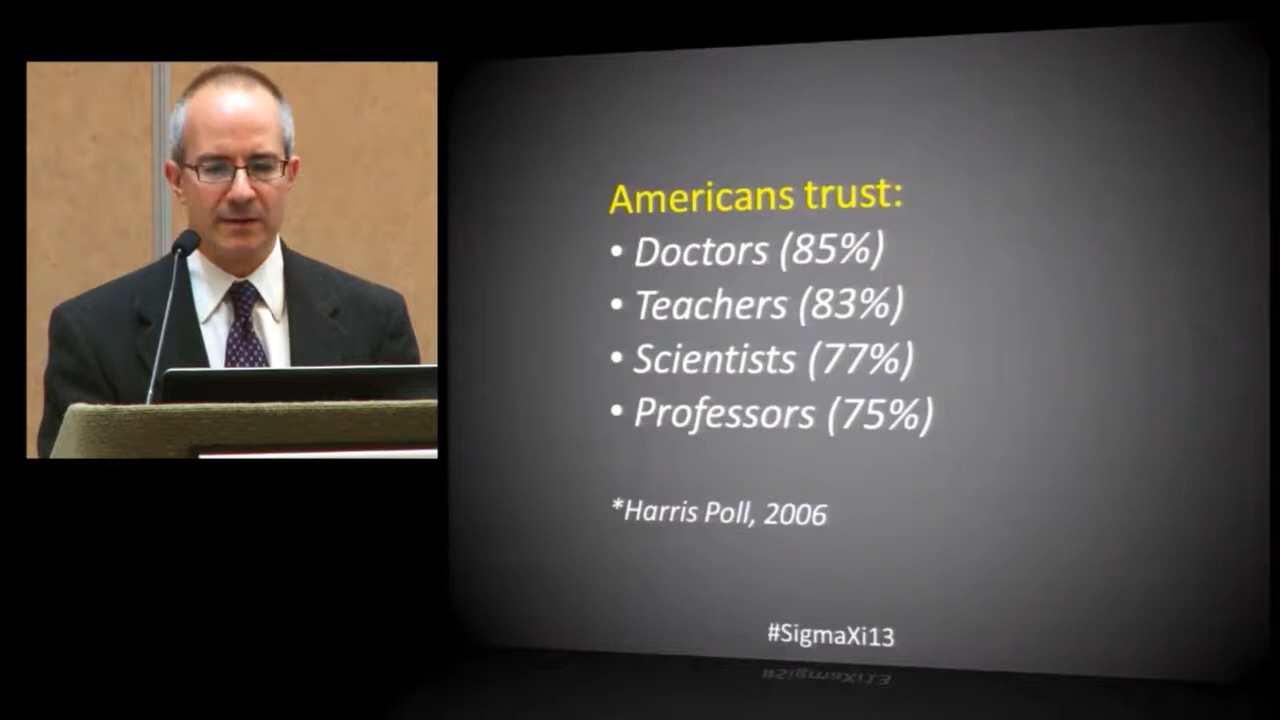 Americans trust:
• Doctors (85%)
• Teachers (83%)
• Scientists (77%)
• Professors (75%)
*Harris Poll, 2006
#SigmaXi13